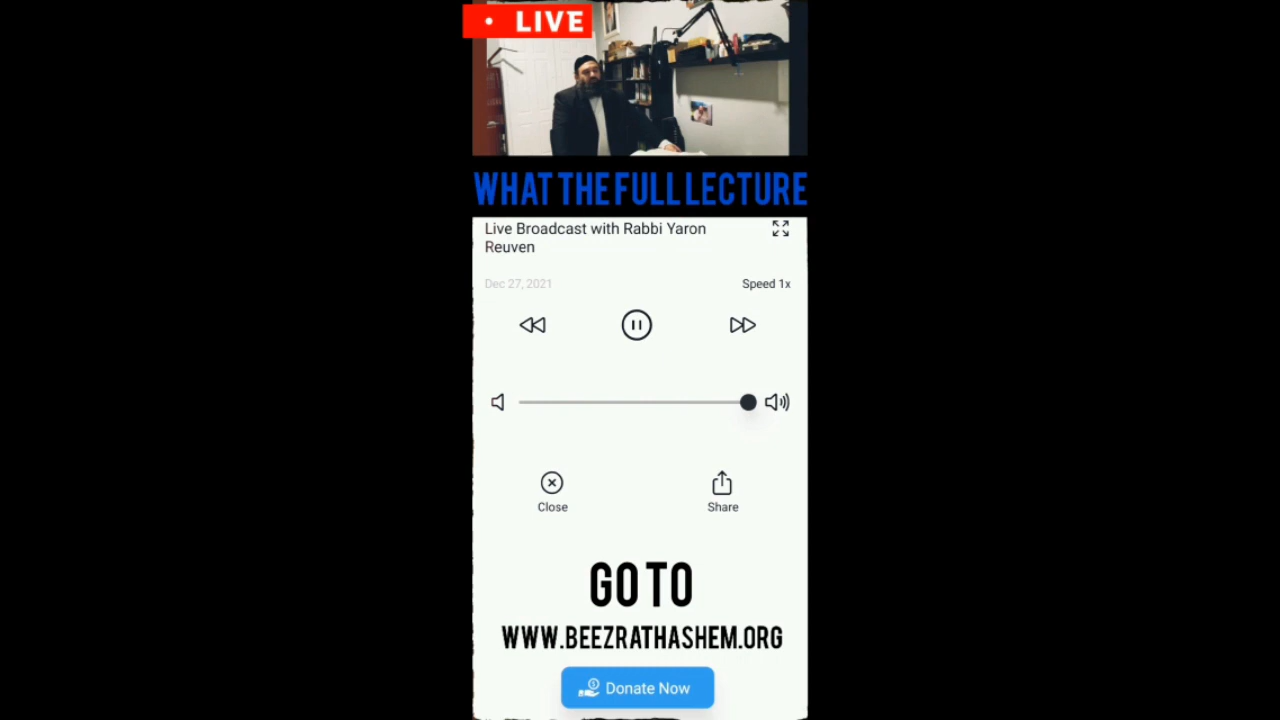 LIVE
WHAT THE FULL LECTURE
Live Broadcast with Rabbi Yaron
Reuven
Dec 27, 2021
Speed 1x
Close
Share
GO TO
WWW.BEEZRATHASHEM.ORG
Donate Now